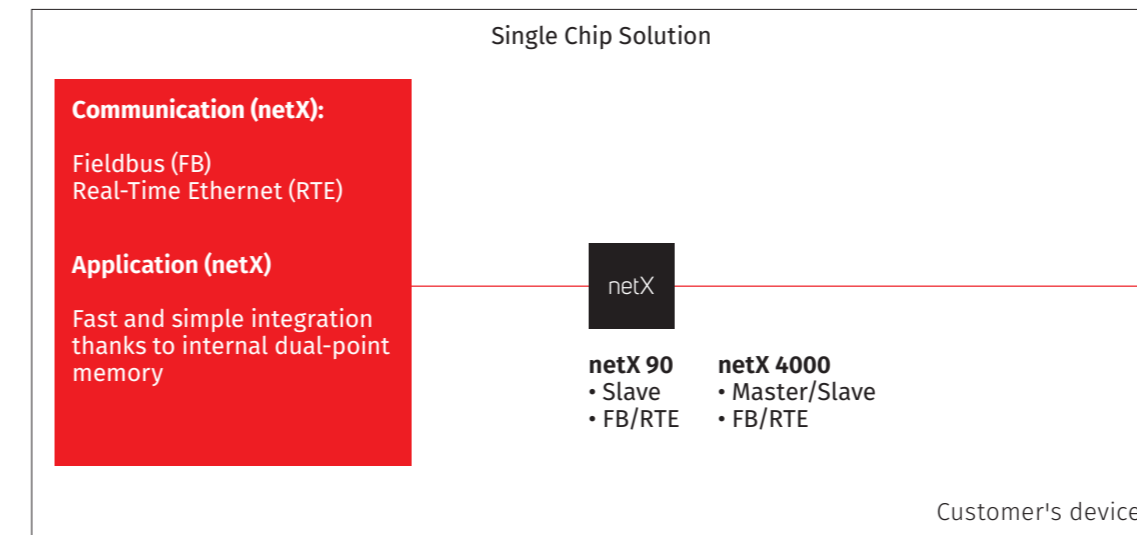 Single Chip Solution
Communication (netX):
Fieldbus (FB)
Real-Time Ethernet (RTE)
Application (netX)
Fast and simple integration
thanks to internal dual-point
memory
netX
netX 90
• Slave
• FB/RTE
netX 4000
• Master/Slave
• FB/RTE
Customer's device